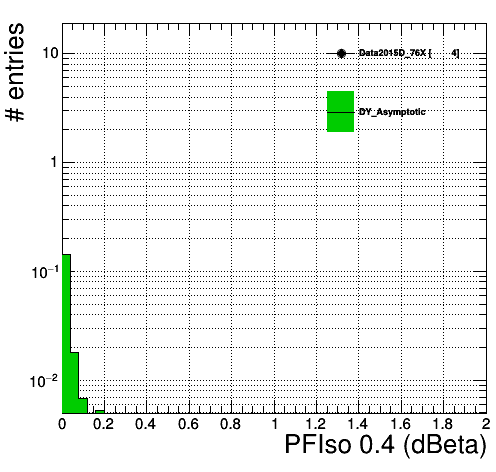 # entries
10
Data2015D_76X [ 4]
DY_Asymptotic
1
10⁻¹
10⁻²
0 0.2 0.4 0.6 0.8 1 1.2 1.4 1.6 1.8 2
PFIso 0.4 (dBeta)